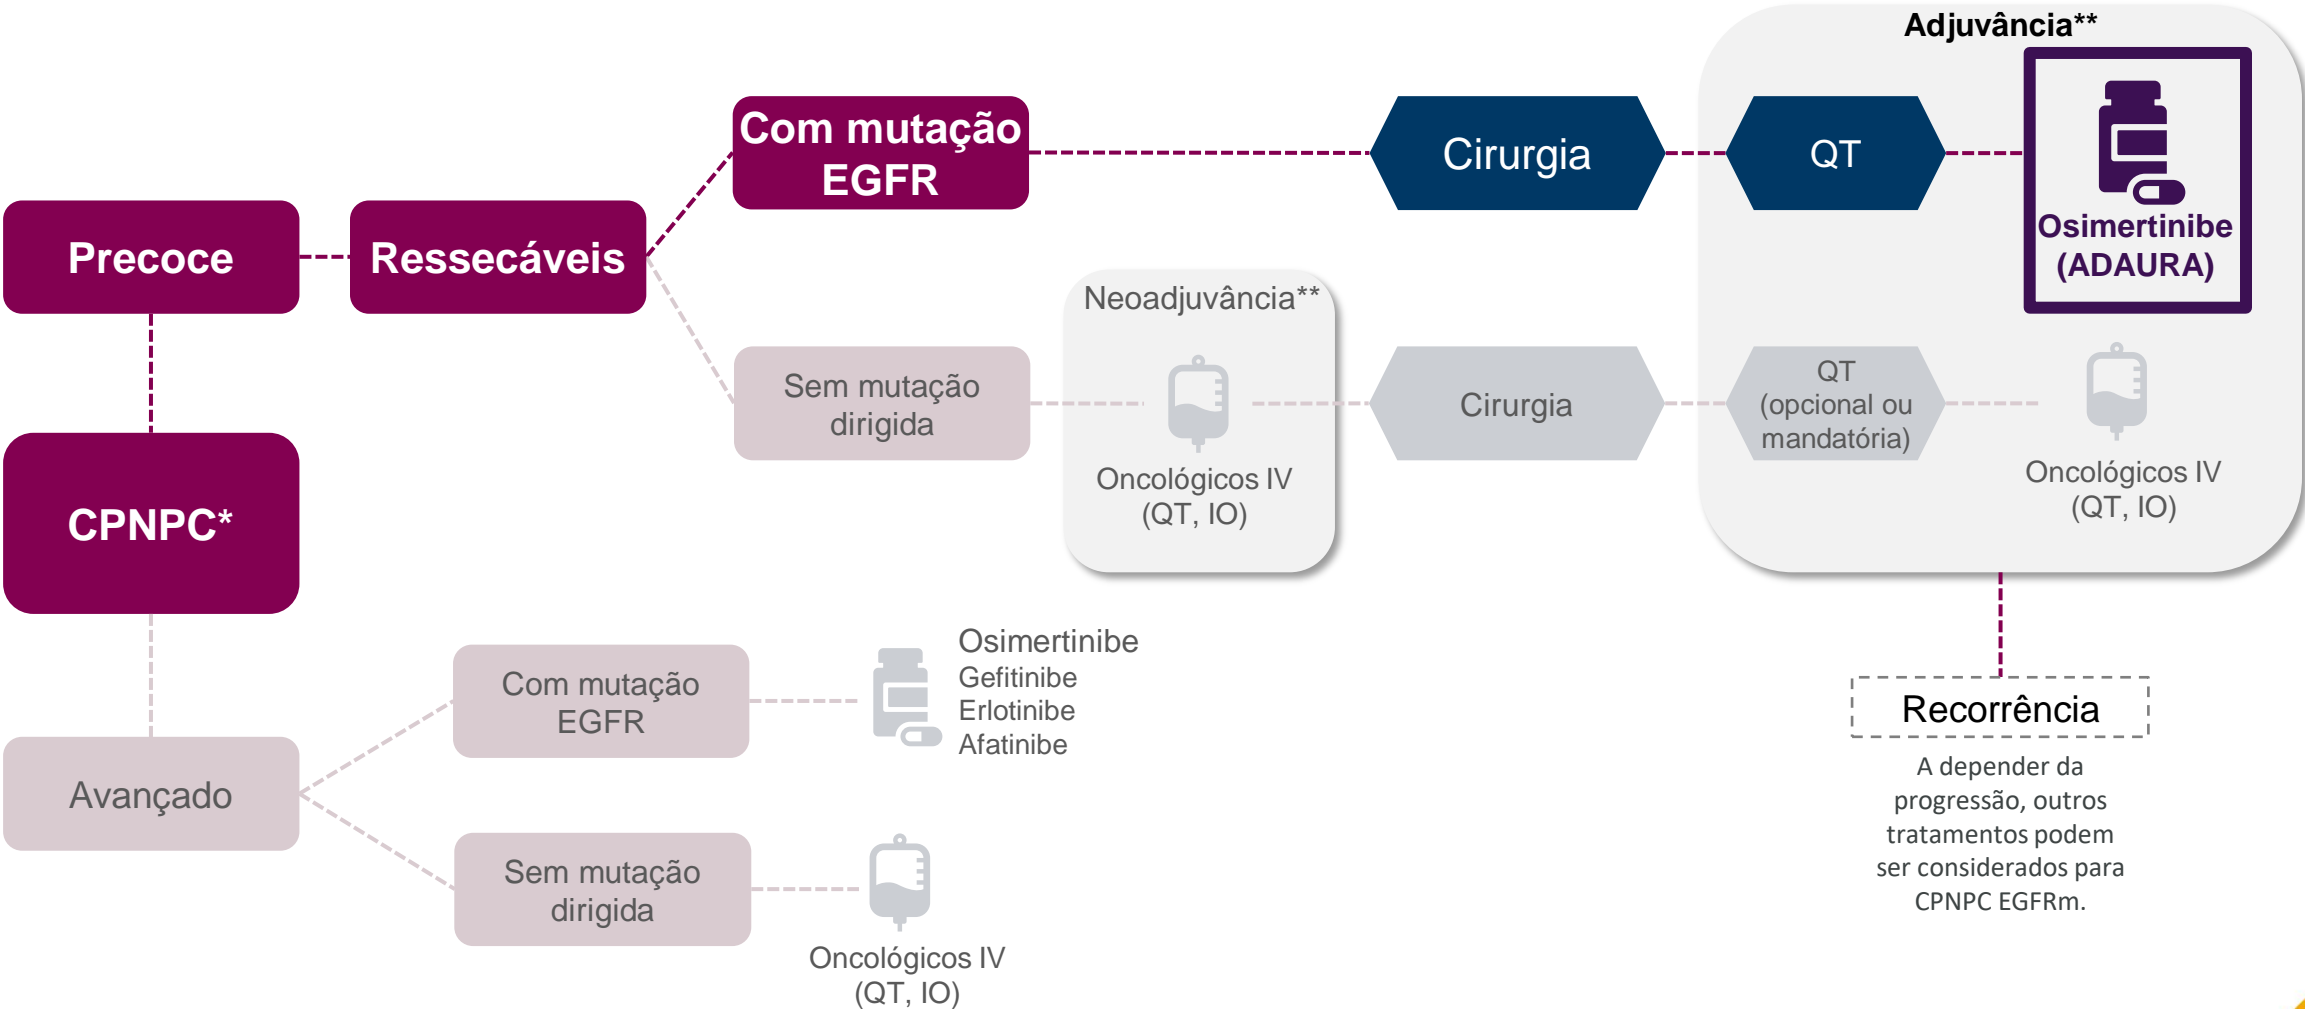 Adjuvância**
Com mutação
EGFR
Cirurgia
QT
Osimertinibe
(ADAURA)
Precoce
Ressecáveis
Neoadjuvância**
Sem mutação
dirigida
Oncológicos IV
(QT, IO)
Cirurgia
QT
(opcional ou
mandatória)
Oncológicos IV
(QT, IO)
CPNPC*
Avançado
Com mutação
EGFR
Osimertinibe
Gefitinibe
Erlotinibe
Afatinibe
Sem mutação
dirigida
Oncológicos IV
(QT, IO)
Recorrência
A depender da
progressão, outros
tratamentos podem
ser considerados para
CPNPC EGFRm.